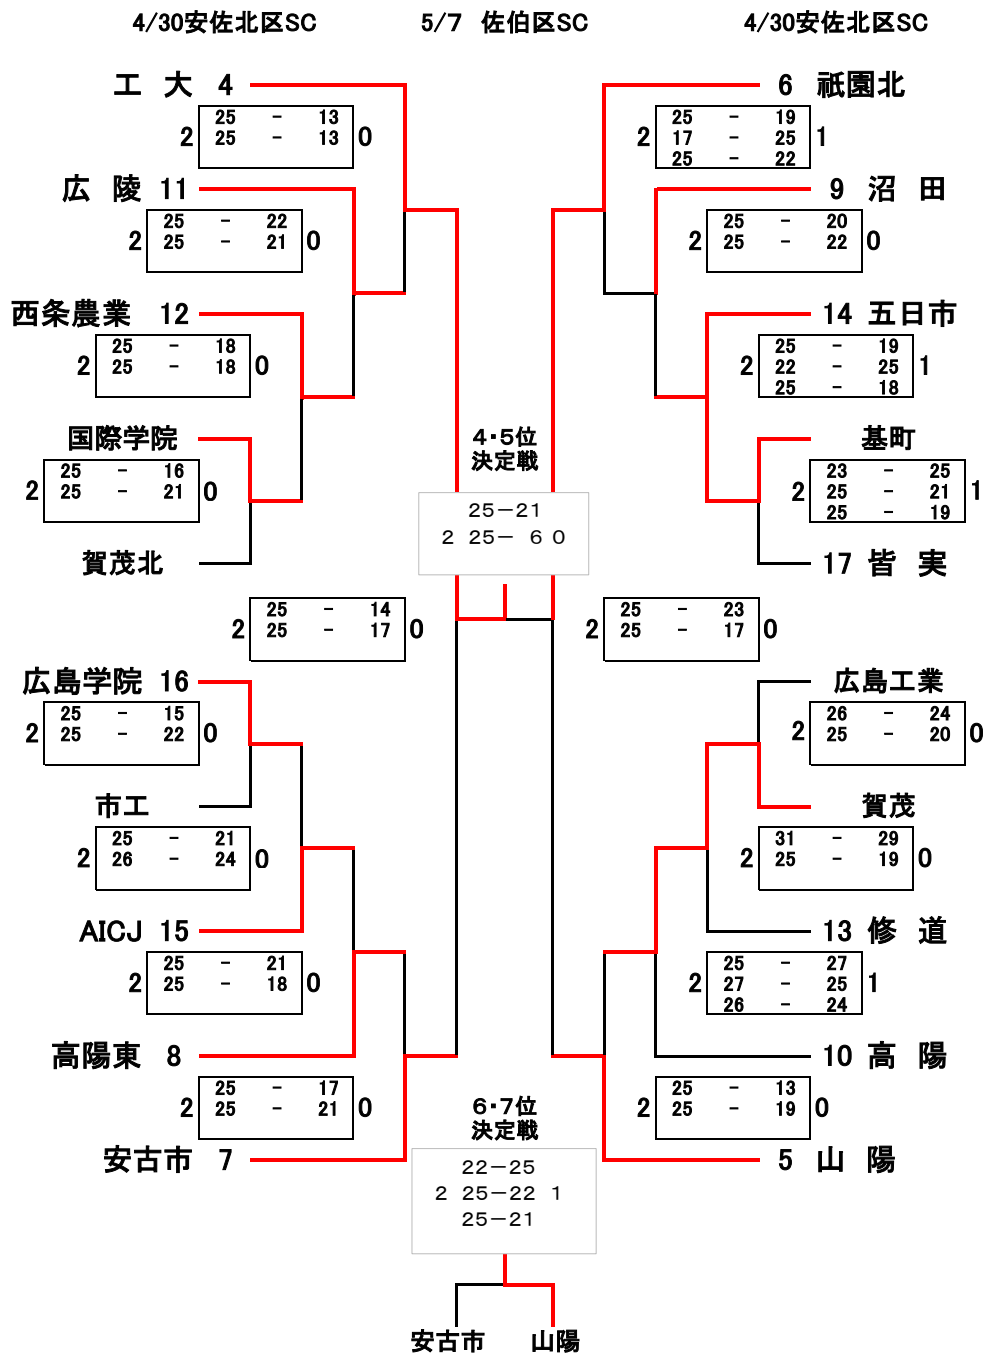 4/30安佐北区SC 5/7 佐伯区SC 4/30安佐北区SC
工 大 4
25 - 13
2 25 - 13 0
広 陵 11
25 - 22
2 25 - 21 0
西条農業 12
25 - 18
2 25 - 18 0
国際学院
25 - 16
2 25 - 21 0
賀茂北
6 祇園北
25 - 19
2 17 - 25 1
25 - 22
9 沼 田
25 - 20
2 25 - 22 0
14 五日市
25 - 19
2 22 - 25 1
25 - 18
基町
23 - 25
2 25 - 21 1
25 - 19
17 皆 実
4・5位
決定戦
25－21
2 25－ 6 0
25 - 14
2 25 - 17 0
25 - 23
2 25 - 17 0
広島学院 16
25 - 15
2 25 - 22 0
市工
25 - 21
2 26 - 24 0
AICJ 15
25 - 21
2 25 - 18 0
高陽東 8
25 - 17
2 25 - 21 0
安古市 7
広島工業
26 - 24
2 25 - 20 0
賀茂
31 - 29
2 25 - 19 0
13 修 道
25 - 27
2 27 - 25 1
26 - 24
10 高 陽
25 - 13
2 25 - 19 0
5 山 陽
6・7位
決定戦
22－25
2 25－22 1
25－21
安古市 山陽